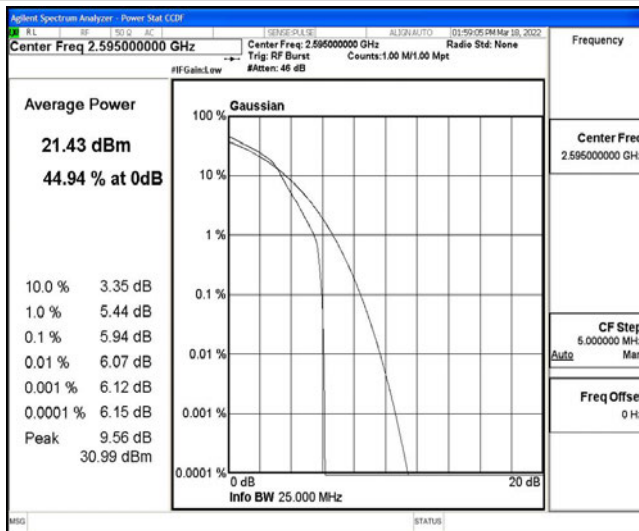 Agilent Spectrum Analyzer - Power Stat CCDF
RL RF 50 Ω AC SENSE:PULSE ALIGN AUTO 01:59:05 PM Mar 18, 2022
Center Freq 2.595000000 GHz
Center Freq: 2.595000000 GHz Radio Std: None
Trig: RF Burst Counts:1.00 M/1.00 Mpt
#IFGain:Low #Atten: 46 dB
Frequency
Average Power
21.43 dBm
44.94 % at 0dB
10.0 % 3.35 dB
1.0 % 5.44 dB
0.1 % 5.94 dB
0.01 % 6.07 dB
0.001 % 6.12 dB
0.0001 % 6.15 dB
Peak 9.56 dB
30.99 dBm
Gaussian
100 %
10 %
1 %
0.1 %
0.01 %
0.001 %
0.0001 %
0 dB 20 dB
Info BW 25.000 MHz
Center Freq
2.595000000 GHz
CF Step
5.000000 MHz
Auto Man
Freq Offset
0 Hz
MSG STATUS